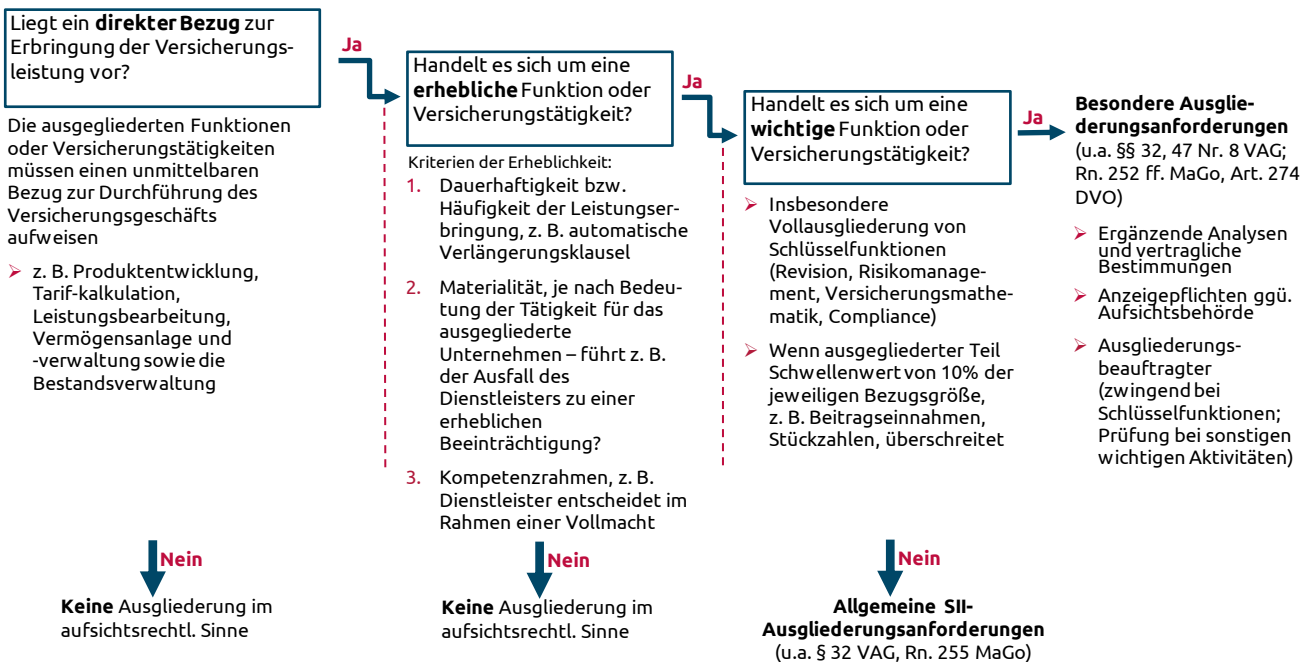 Liegt ein direkter Bezug zur
Erbringung der Versicherungs-
leistung vor?
Ja
Die ausgegliederten Funktionen
oder Versicherungstätigkeiten
müssen einen unmittelbaren
Bezug zur Durchführung des
Versicherungsgeschäfts
aufweisen
z. B. Produktentwicklung,
Tarif-kalkulation,
Leistungsbearbeitung,
Vermögensanlage und
-verwaltung sowie die
Bestandsverwaltung
Nein
Keine Ausgliederung im
aufsichtsrechtl. Sinne
Handelt es sich um eine
erhebliche Funktion oder
Versicherungstätigkeit?
Ja
Kriterien der Erheblichkeit:
1. Dauerhaftigkeit bzw.
Häufigkeit der Leistungser-
bringung, z. B. automatische
Verlängerungsklausel
2. Materialität, je nach Bedeu-
tung der Tätigkeit für das
ausgegliederte
Unternehmen – führt z. B.
der Ausfall des
Dienstleisters zu einer
erheblichen
Beeinträchtigung?
3. Kompetenzrahmen, z. B.
Dienstleister entscheidet im
Rahmen einer Vollmacht
Nein
Keine Ausgliederung im
aufsichtsrechtl. Sinne
Handelt es sich um eine
wichtige Funktion oder
Versicherungstätigkeit?
Ja
Insbesondere
Vollausgliederung von
Schlüsselfunktionen
(Revision, Risikomanage-
ment, Versicherungsmathe-
matik, Compliance)
Wenn ausgegliederter Teil
Schwellenwert von 10% der
jeweiligen Bezugsgröße,
z. B. Beitragseinnahmen,
Stückzahlen, überschreitet
Nein
Allgemeine SII-
Ausgliederungsanforderungen
(u.a. § 32 VAG, Rn. 255 MaGo)
Besondere Ausglie-
derungsanforderungen
(u.a. §§ 32, 47 Nr. 8 VAG;
Rn. 252 ff. MaGo, Art. 274
DVO)
Ergänzende Analysen
und vertragliche
Bestimmungen
Anzeigepflichten ggü.
Aufsichtsbehörde
Ausgliederungs-
beauftragter
(zwingend bei
Schlüsselfunktionen;
Prüfung bei sonstigen
wichtigen Aktivitäten)